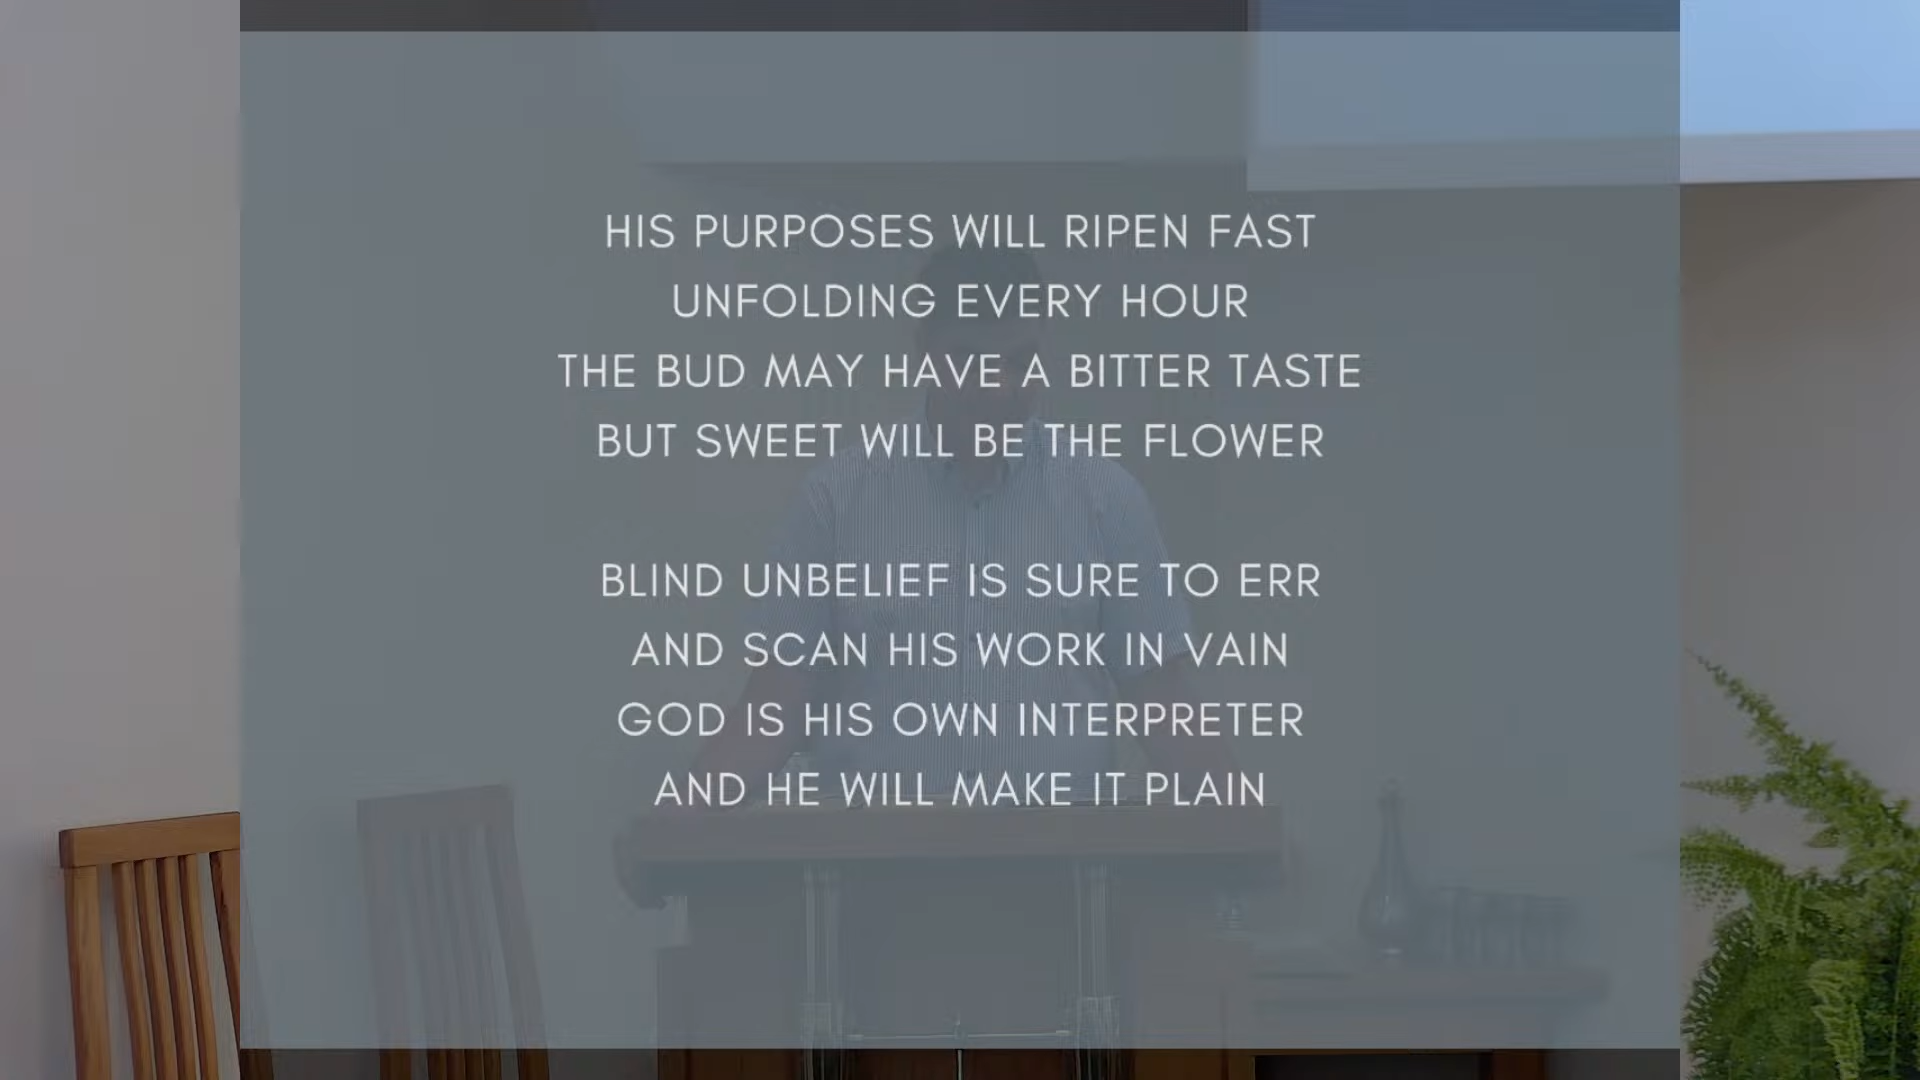 HIS PURPOSES WILL RIPEN FAST
UNFOLDING EVERY HOUR
THE BUD MAY HAVE A BITTER TASTE
BUT SWEET WILL BE THE FLOWER
BLIND UNBELIEF IS SURE TO ERR
AND SCAN HIS WORK IN VAIN
GOD IS HIS OWN INTERPRETER
AND HE WILL MAKE IT PLAIN